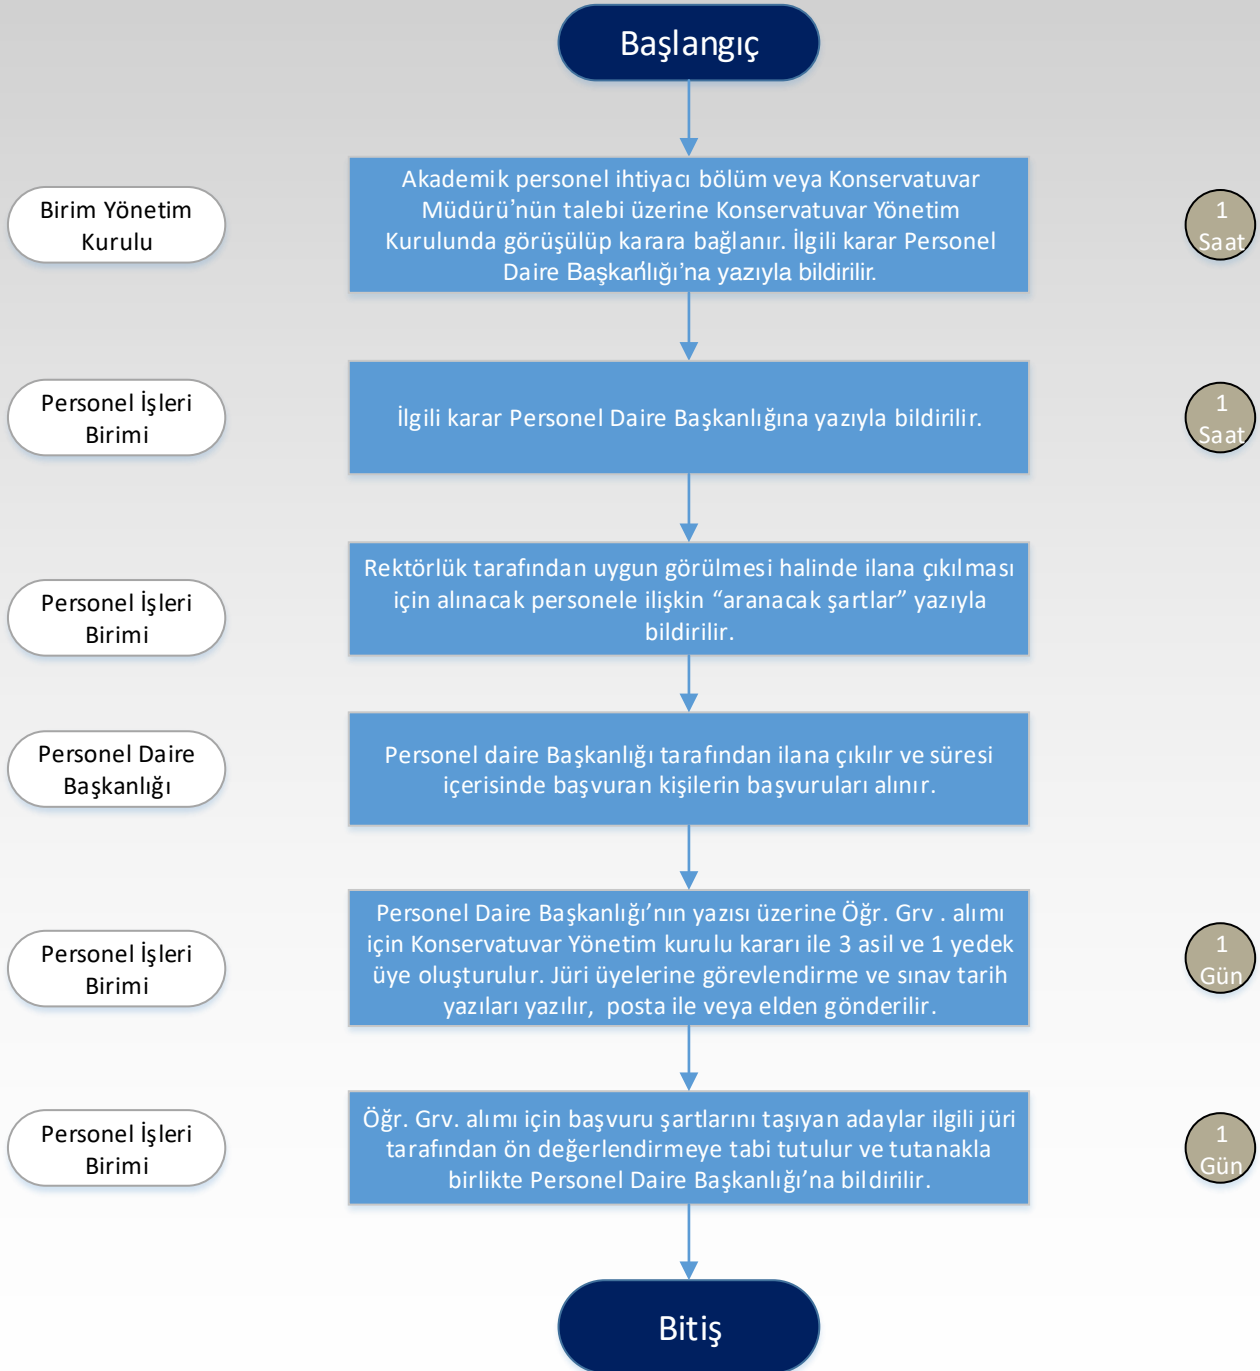 Başlangıç
Birim Yönetim
Kurulu
Akademik personel ihtiyacı bölüm veya Konservatuvar
Müdürü’nün talebi üzerine Konservatuvar Yönetim
Kurulunda görüşülüp karara bağlanır. İlgili karar Personel
Daire Başkanlığı’na yazıyla bildirilir.
1
Saat
Personel İşleri
Birimi
İlgili karar Personel Daire Başkanlığına yazıyla bildirilir.
1
Saat
Personel İşleri
Birimi
Rektörlük tarafından uygun görülmesi halinde ilana çıkılması
için alınacak personele ilişkin “aranacak şartlar” yazıyla
bildirilir.
Personel Daire
Başkanlığı
Personel daire Başkanlığı tarafından ilana çıkılır ve süresi
içerisinde başvuran kişilerin başvuruları alınır.
Personel İşleri
Birimi
Personel Daire Başkanlığı’nın yazısı üzerine Öğr. Grv . alımı
için Konservatuvar Yönetim kurulu kararı ile 3 asil ve 1 yedek
üye oluşturulur. Jüri üyelerine görevlendirme ve sınav tarih
yazıları yazılır, posta ile veya elden gönderilir.
1
Gün
Personel İşleri
Birimi
Öğr. Grv. alımı için başvuru şartlarını taşıyan adaylar ilgili jüri
tarafından ön değerlendirmeye tabi tutulur ve tutanakla
birlikte Personel Daire Başkanlığı’na bildirilir.
1
Gün
Bitiş